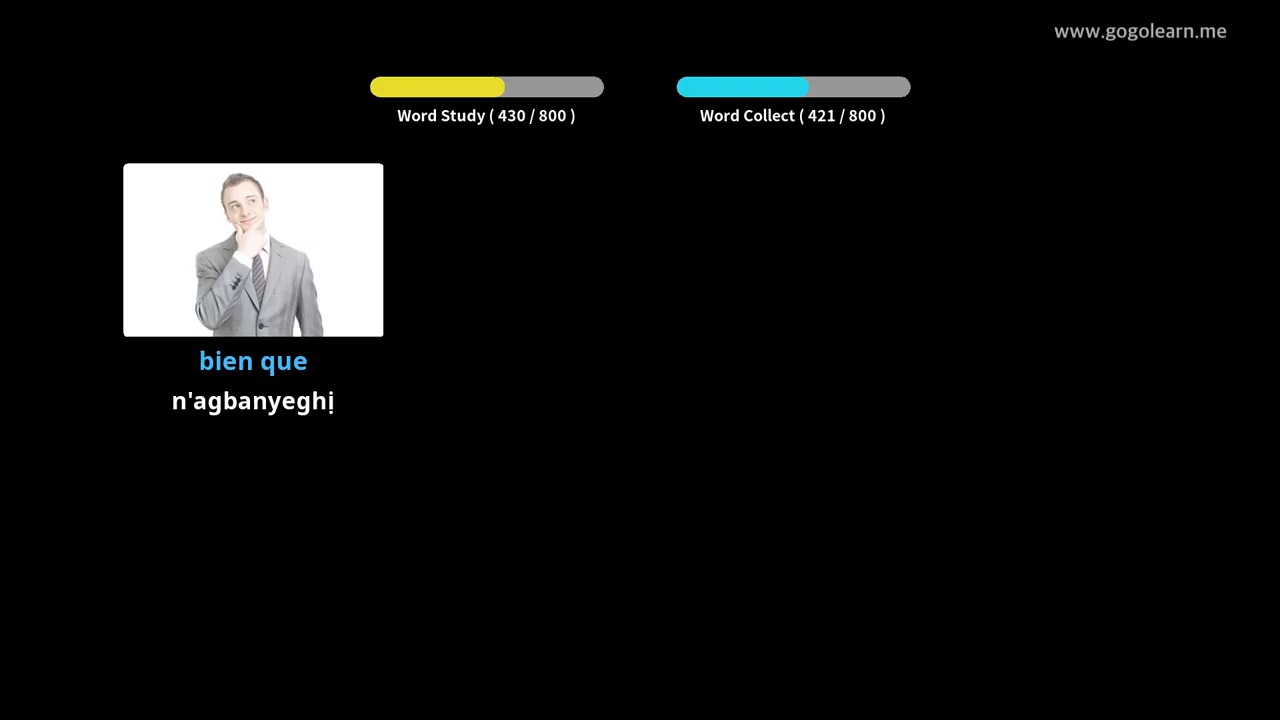 www.gogolearn.me
Word Study ( 430 / 800 )
Word Collect ( 421 / 800 )
bien que
n'agbanyeghị